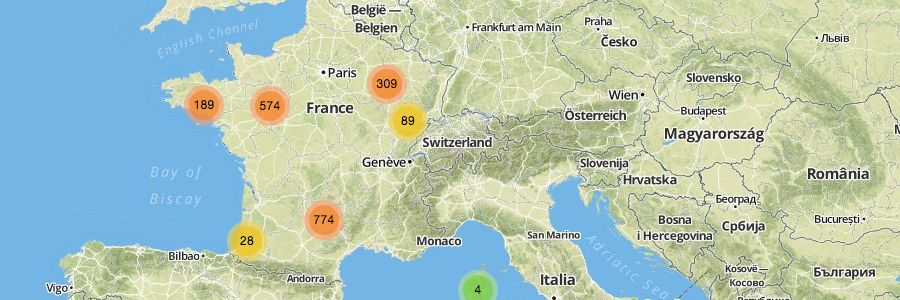 België —
Belgien
English Channel
Frankfurt am Main
Praha
Česko
Львів
Paris
309
Slovensko
189
574
France
Wien
Budapest
89
Österreich
Magyarország
Switzerland
Genève
Slovenija
Hrvatska
România
Bay of
Biscay
Београд
774
Bosna
i Hercegovina
Србија
București
28
Monaco
San Marino
Adriatic Sea
Bilbao
Andorra
Kosovë —
Косово
България
Vigo
4
Italia